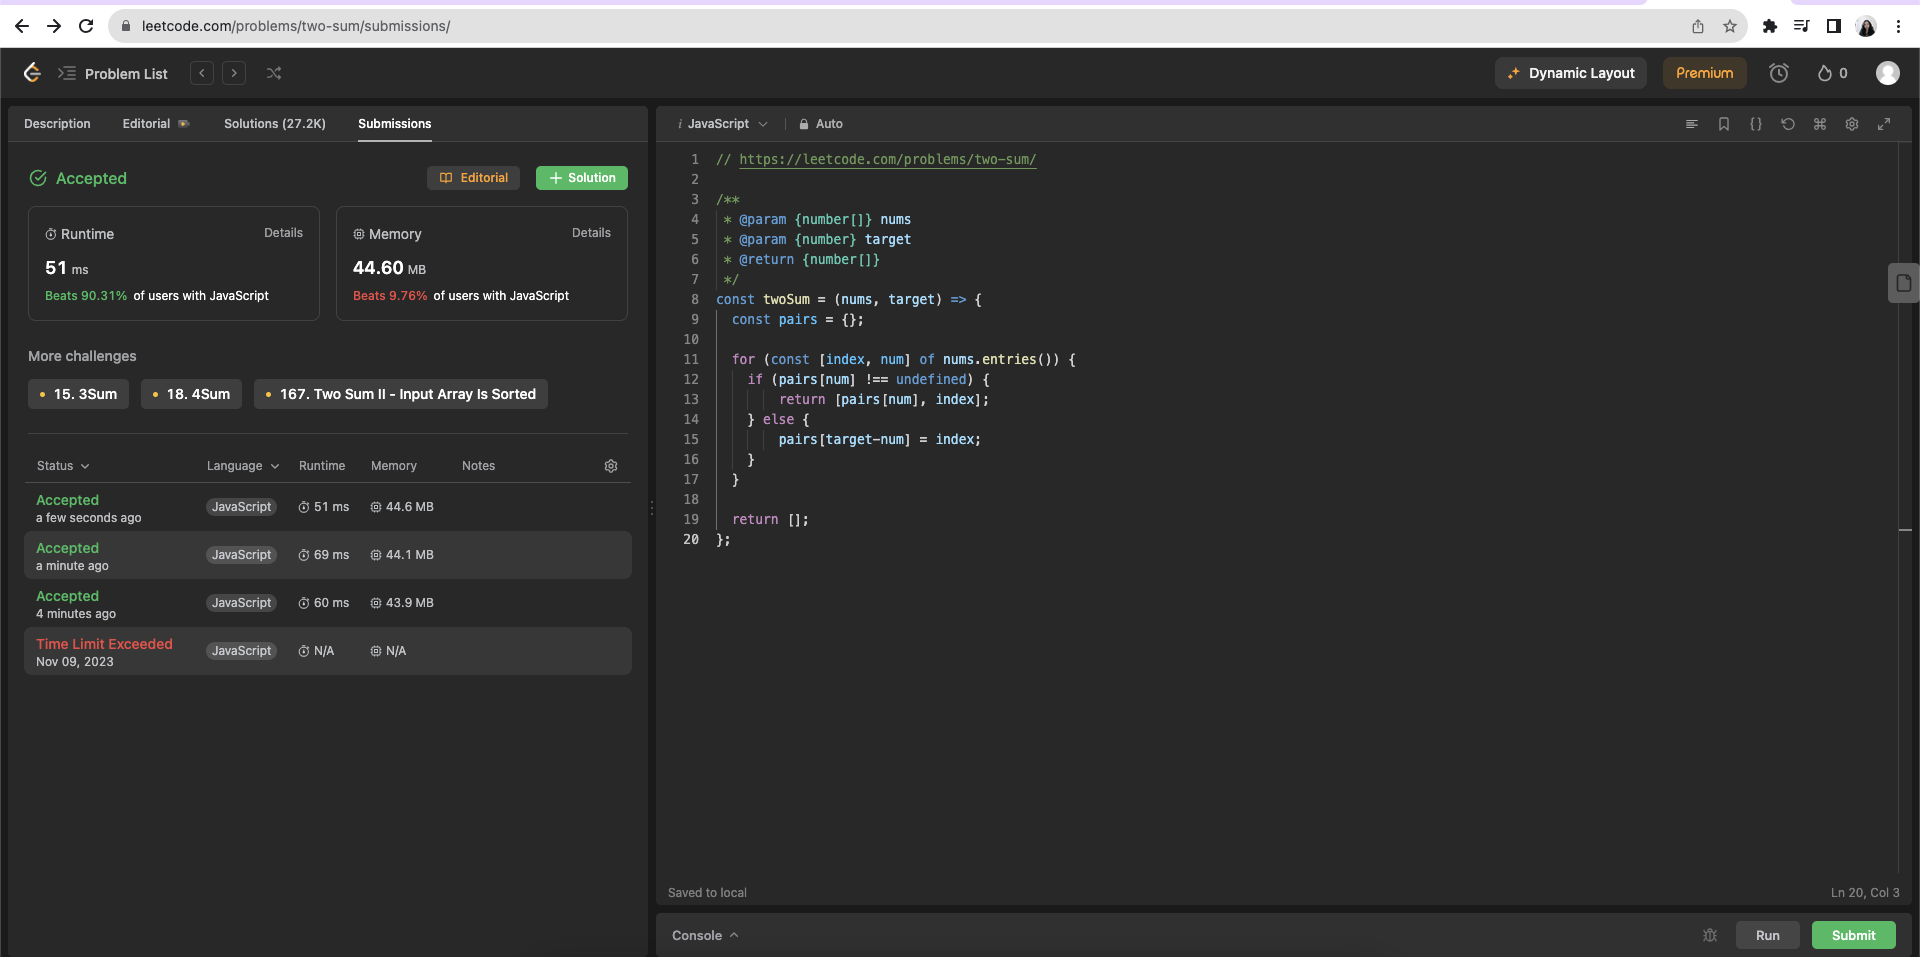 leetcode.com/problems/two-sum/submissions/
Problem List
Dynamic Layout
Premium
0
Description
Editorial
Solutions (27.2K)
Submissions
Accepted
Editorial
Solution
Runtime
Details
51 ms
Beats 90.31% of users with JavaScript
Memory
Details
44.60 MB
Beats 9.76% of users with JavaScript
More challenges
15. 3Sum
18. 4Sum
167. Two Sum II - Input Array Is Sorted
Status Language Runtime Memory Notes
Accepted
a few seconds ago
JavaScript 51 ms 44.6 MB
Accepted
a minute ago
JavaScript 69 ms 44.1 MB
Accepted
4 minutes ago
JavaScript 60 ms 43.9 MB
Time Limit Exceeded
Nov 09, 2023
JavaScript N/A N/A
i JavaScript
Auto
1 // https://leetcode.com/problems/two-sum/
2
3 /**
4 * @param {number[]} nums
5 * @param {number} target
6 * @return {number[]}
7 */
8 const twoSum = (nums, target) => {
9 const pairs = {};
10
11 for (const [index, num] of nums.entries()) {
12 if (pairs[num] !== undefined) {
13 return [pairs[num], index];
14 } else {
15 pairs[target-num] = index;
16 }
17 }
18
19 return [];
20 };
Saved to local
Ln 20, Col 3
Console
Run
Submit